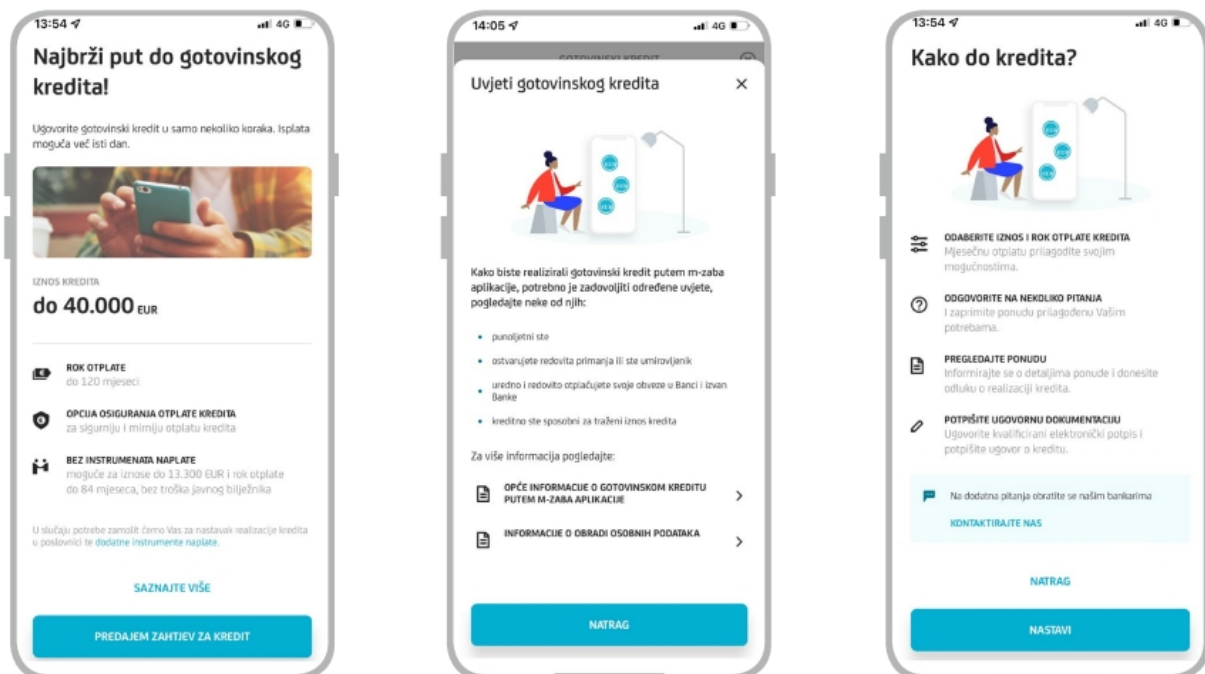 13:54
4G
Najbrži put do gotovinskog
kredita!
Ugovorite gotovinski kredit u samo nekoliko koraka. Isplata
moguća već isti dan.
IZNOS KREDITA
do 40.000 EUR
ROK OTPLATE
do 120 mjeseci
OPCIJA OSIGURANJA OTPLATE KREDITA
za sigurniju i mirniju otplatu kredita
BEZ INSTRUMENATA NAPLATE
moguće za iznose do 13.300 EUR i rok otplate
do 84 mjeseca, bez troška javnog bilježnika
U slučaju potrebe zamolit ćemo Vas za nastavak realizacije kredita
u poslovnici te dodatne instrumente naplate.
SAZNAJTE VIŠE
PREDAJEM ZAHTJEV ZA KREDIT
14:05
4G
GOTOVINSKI KREDIT
Uvjeti gotovinskog kredita
Kako biste realizirali gotovinski kredit putem m-zaba
aplikacije, potrebno je zadovoljiti određene uvjete,
pogledajte neke od njih:
• punoljetni ste
• ostvarujete redovita primanja ili ste umirovljenik
• uredno i redovito otplaćujete svoje obveze u Banci i izvan
Banke
• kreditno ste sposobni za traženi iznos kredita
Za više informacija pogledajte:
OPĆE INFORMACIJE O GOTOVINSKOM KREDITU
PUTEM M-ZABA APLIKACIJE
INFORMACIJE O OBRADI OSOBNIH PODATAKA
NATRAG
13:54
4G
Kako do kredita?
ODABERITE IZNOS I ROK OTPLATE KREDITA
Mjesečnu otplatu prilagodite svojim
mogućnostima.
ODGOVORITE NA NEKOLIKO PITANJA
I zaprimite ponudu prilagođenu Vašim
potrebama.
PREGLEDAJTE PONUDU
Informirajte se o detaljima ponude i donesite
odluku o realizaciji kredita.
POTPIŠITE UGOVORNU DOKUMENTACIJU
Ugovorite kvalificirani elektronički potpis i
potpišite ugovor o kreditu.
Na dodatna pitanja obratite se našim bankarima
KONTAKTIRAJTE NAS
NATRAG
NASTAVI